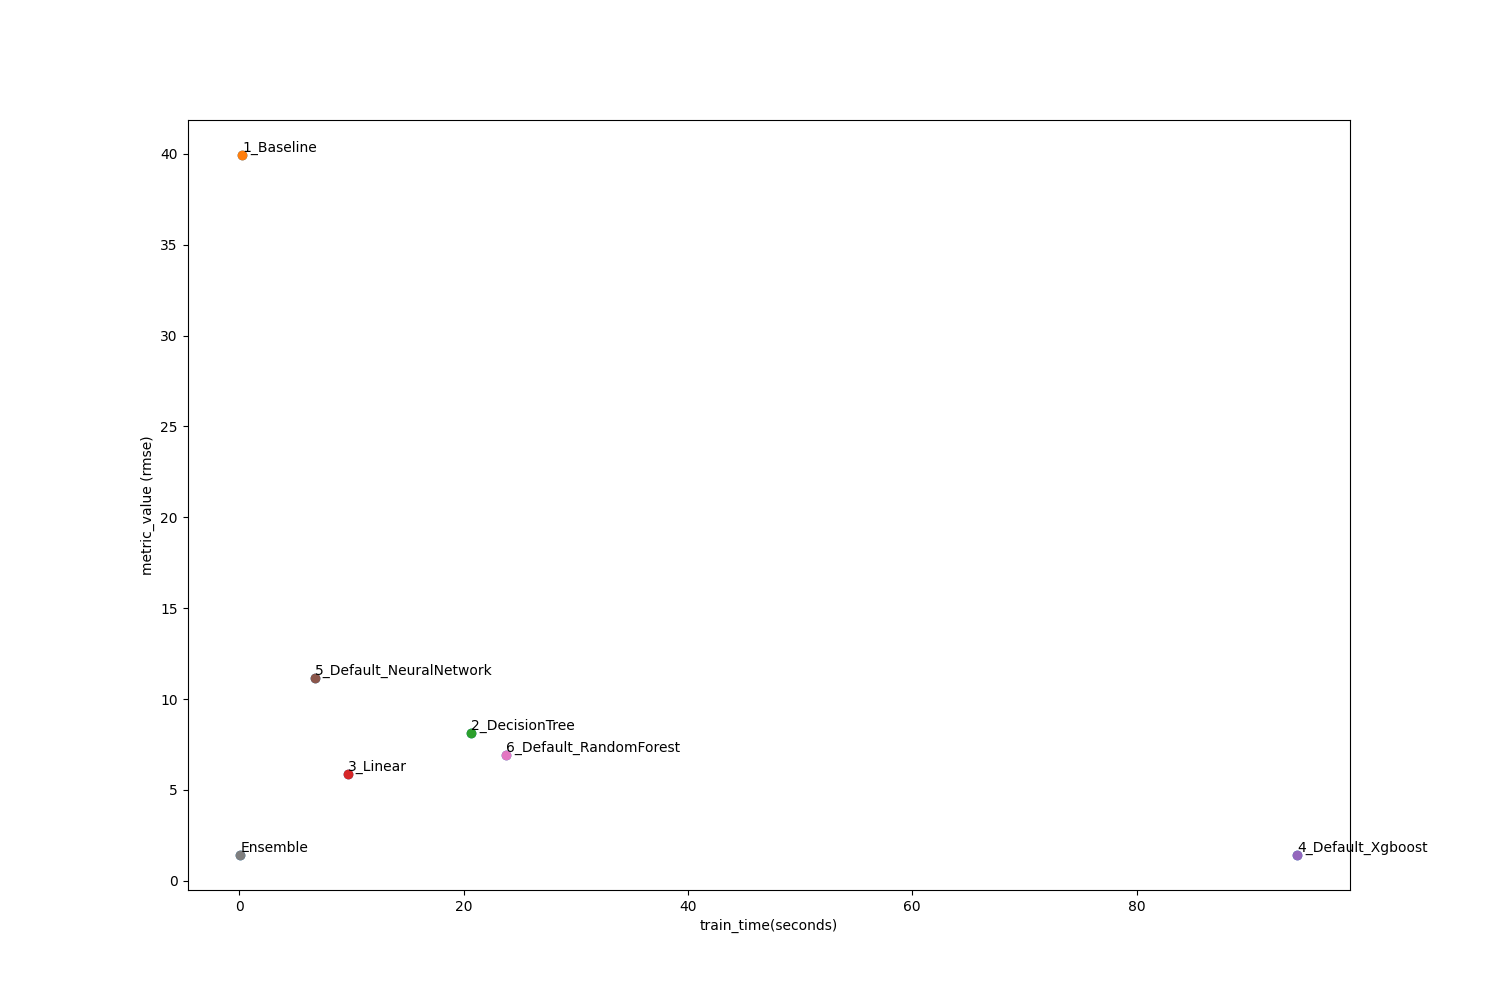 1_Baseline
40
35
30
25
20
15
10
5
0
metric_value (rmse)
5_Default_NeuralNetwork
2_DecisionTree
6_Default_RandomForest
3_Linear
Ensemble
4_Default_Xgboost
0
20
40
60
80
train_time(seconds)